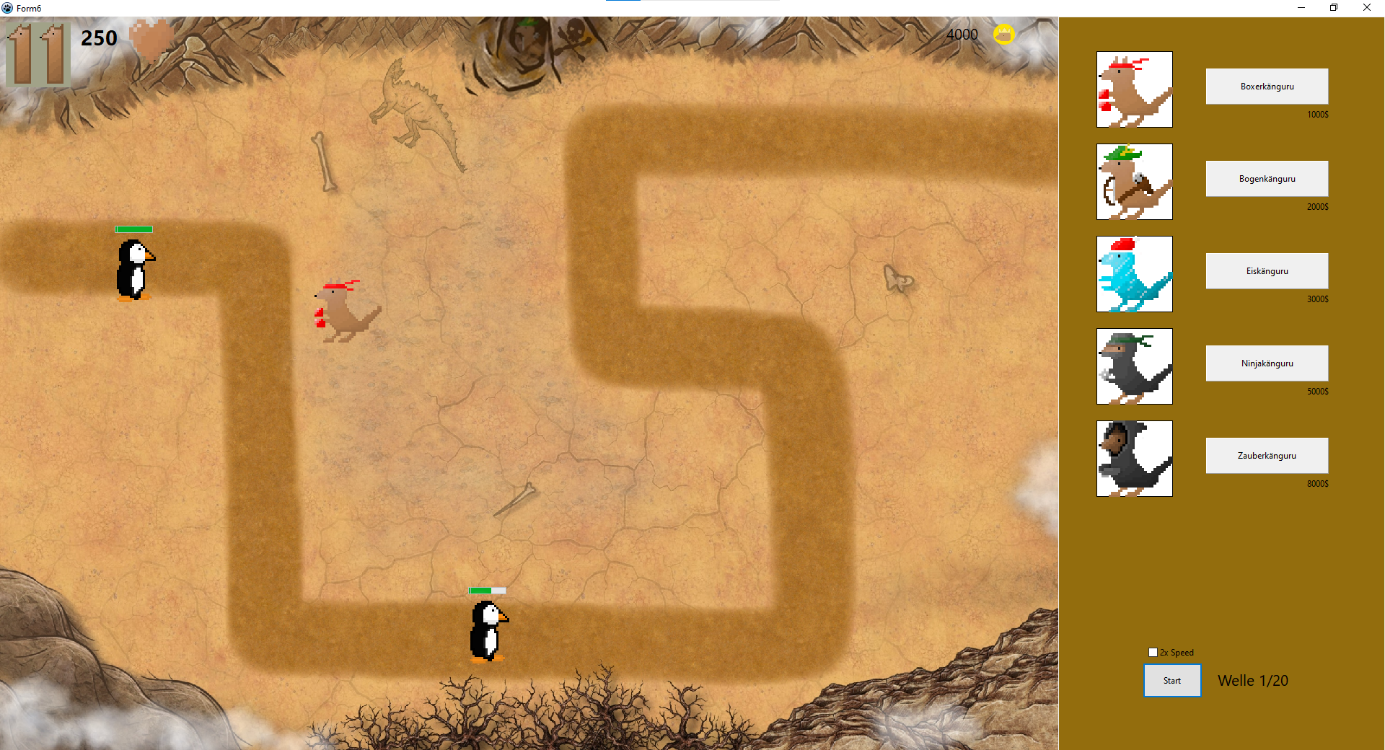 Form6
250
4000
Boxerkänguru
1000$
Bogenkänguru
2000$
Eiskänguru
3000$
Ninjakänguru
5000$
Zauberkänguru
8000$
2x Speed
Start
Welle 1/20